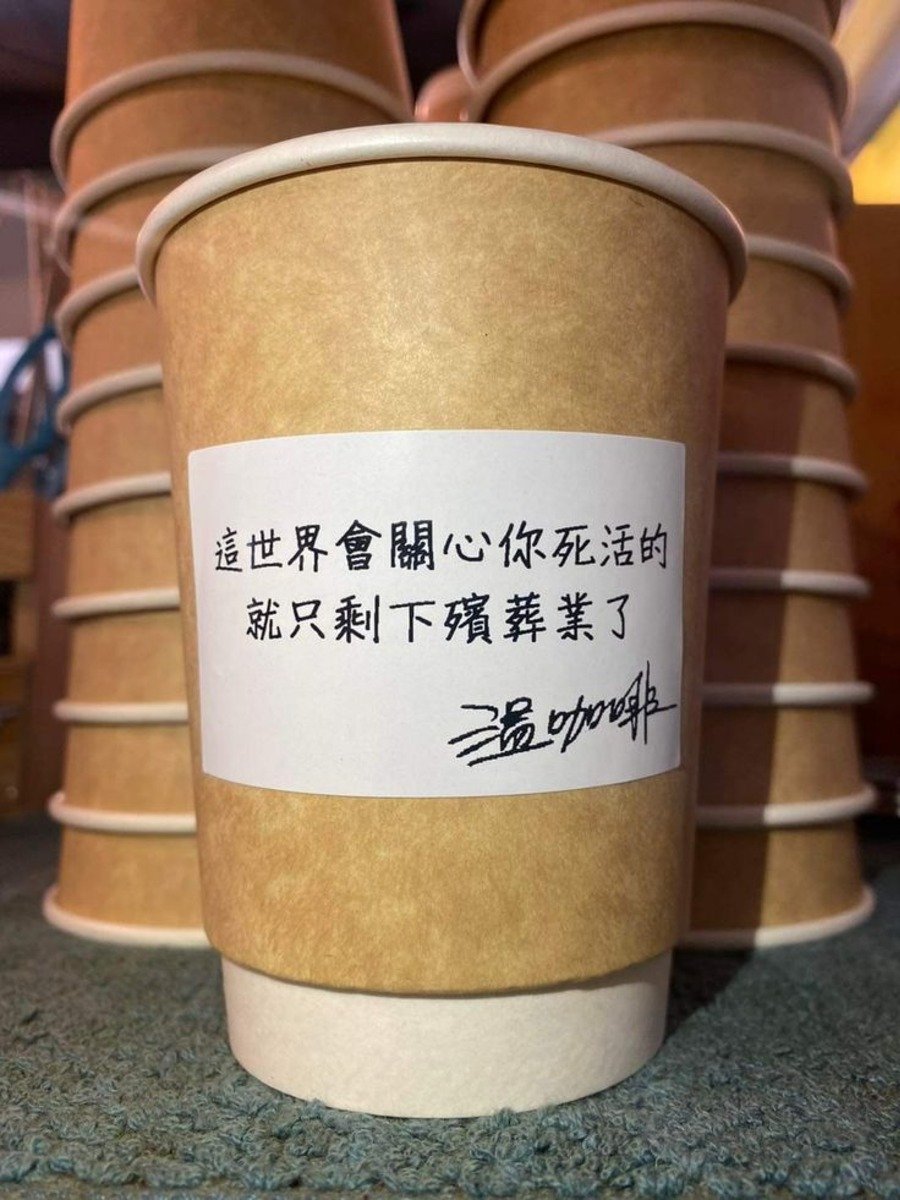 這世界會關心你死活的
就只剩下殯葬業了
溫咖啡